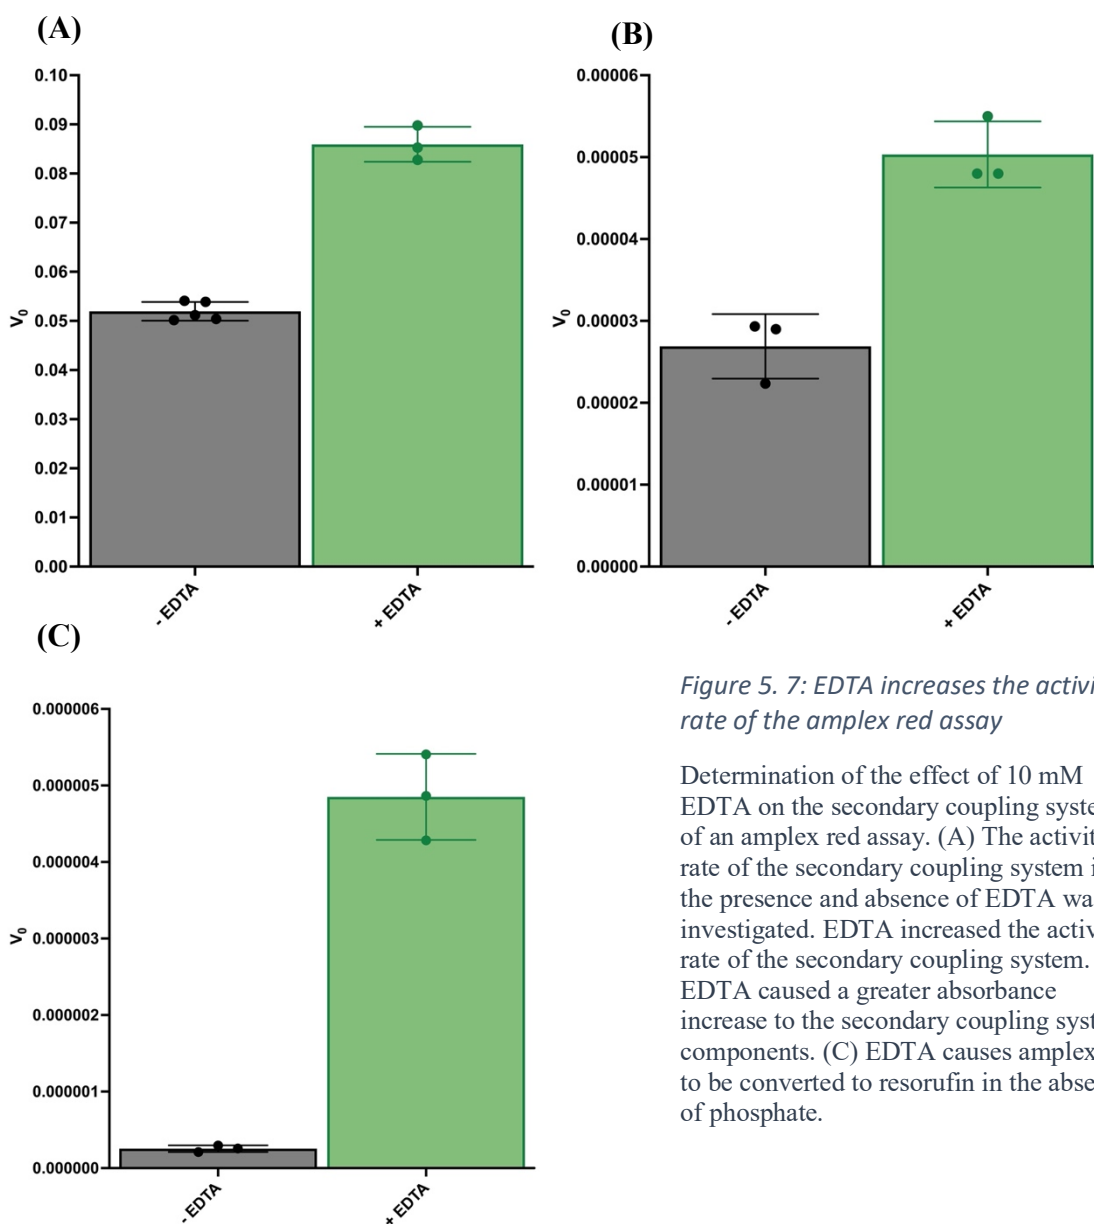 (A)
(B)
0.10
0.09
0.08
0.07
0.06
0.05
0.04
0.03
0.02
0.01
0.00
V0
- EDTA
+ EDTA
0.00006
0.00005
0.00004
0.00003
0.00002
0.00001
0.00000
V0
- EDTA
+ EDTA
(C)
0.000006
0.000005
0.000004
0.000003
0.000002
0.000001
0.000000
V0
- EDTA
+ EDTA
Figure 5. 7: EDTA increases the activi
rate of the amplex red assay
Determination of the effect of 10 mM
EDTA on the secondary coupling syste
of an amplex red assay. (A) The activit
rate of the secondary coupling system i
the presence and absence of EDTA wa
investigated. EDTA increased the activ
rate of the secondary coupling system.
EDTA caused a greater absorbance
increase to the secondary coupling syst
components. (C) EDTA causes amplex
to be converted to resorufin in the abse
of phosphate.